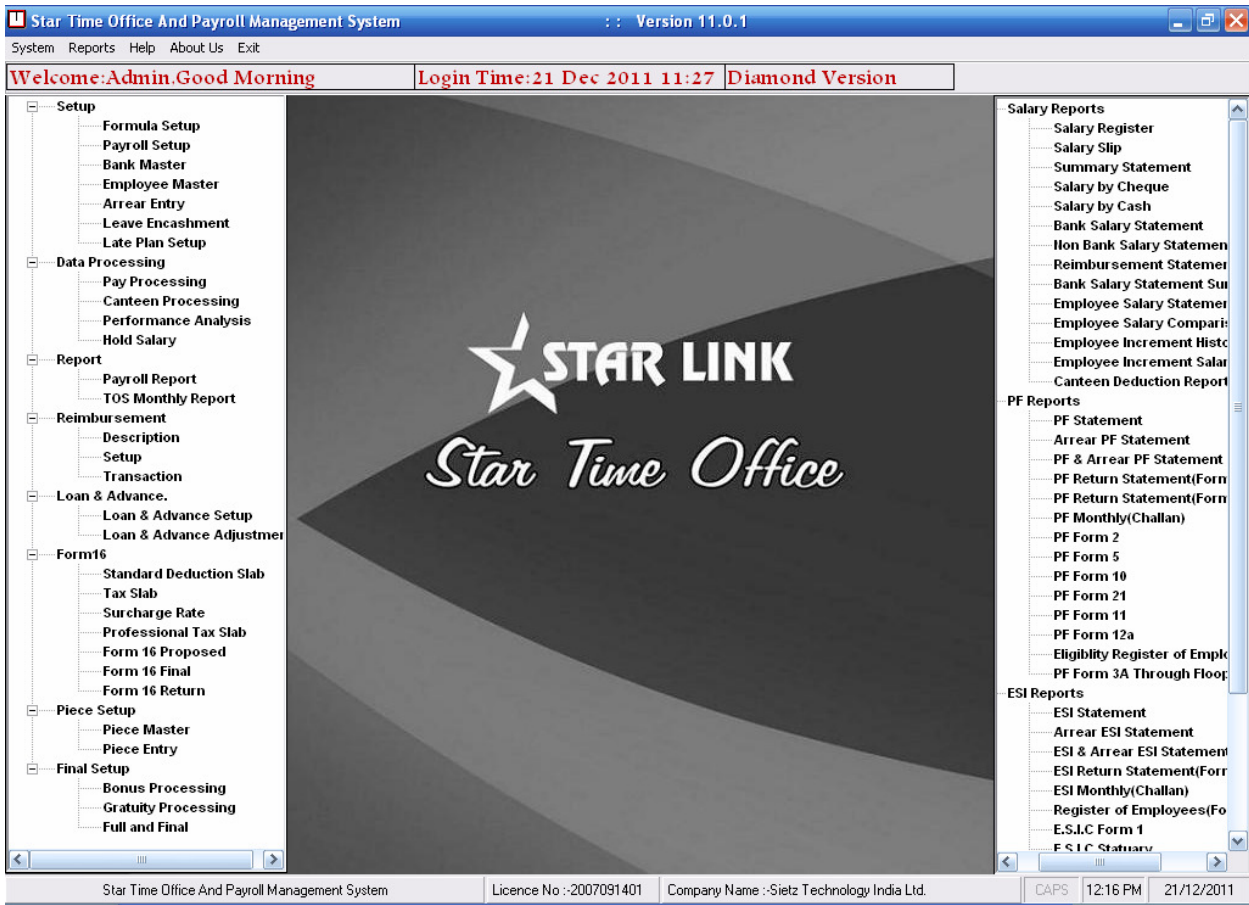 Star Time Office And Payroll Management System : : Version 11.0.1
System Reports Help About Us Exit
Welcome:Admin.Good Morning Login Time:21 Dec 2011 11:27 Diamond Version
Setup
Formula Setup
Payroll Setup
Bank Master
Employee Master
Arrear Entry
Leave Encashment
Late Plan Setup
Data Processing
Pay Processing
Canteen Processing
Performance Analysis
Hold Salary
Report
Payroll Report
TOS Monthly Report
Reimbursement
Description
Setup
Transaction
Loan & Advance.
Loan & Advance Setup
Loan & Advance Adjustmer
Form16
Standard Deduction Slab
Tax Slab
Surcharge Rate
Professional Tax Slab
Form 16 Proposed
Form 16 Final
Form 16 Return
Piece Setup
Piece Master
Piece Entry
Final Setup
Bonus Processing
Gratuity Processing
Full and Final
STAR LINK
Star Time Office
Salary Reports
Salary Register
Salary Slip
Summary Statement
Salary by Cheque
Salary by Cash
Bank Salary Statement
Non Bank Salary Statemen
Reimbursement Statemer
Bank Salary Statement Sur
Employee Salary Statemer
Employee Salary Comparis
Employee Increment Histo
Employee Increment Salar
Canteen Deduction Report
PF Reports
PF Statement
Arrear PF Statement
PF & Arrear PF Statement
PF Return Statement(Form
PF Return Statement(Form
PF Monthly(Challan)
PF Form 2
PF Form 5
PF Form 10
PF Form 21
PF Form 11
PF Form 12a
Eligiblity Register of Emplo
PF Form 3A Through Floop
ESI Reports
ESI Statement
Arrear ESI Statement
ESI & Arrear ESI Statement
ESI Return Statement(Forr
ESI Monthly(Challan)
Register of Employees(Fo
E.S.I.C Form 1
E.S.I.C Statuary
Star Time Office And Payroll Management System Licence No :-2007091401 Company Name :-Sietz Technology India Ltd. CAPS 12:16 PM 21/12/2011